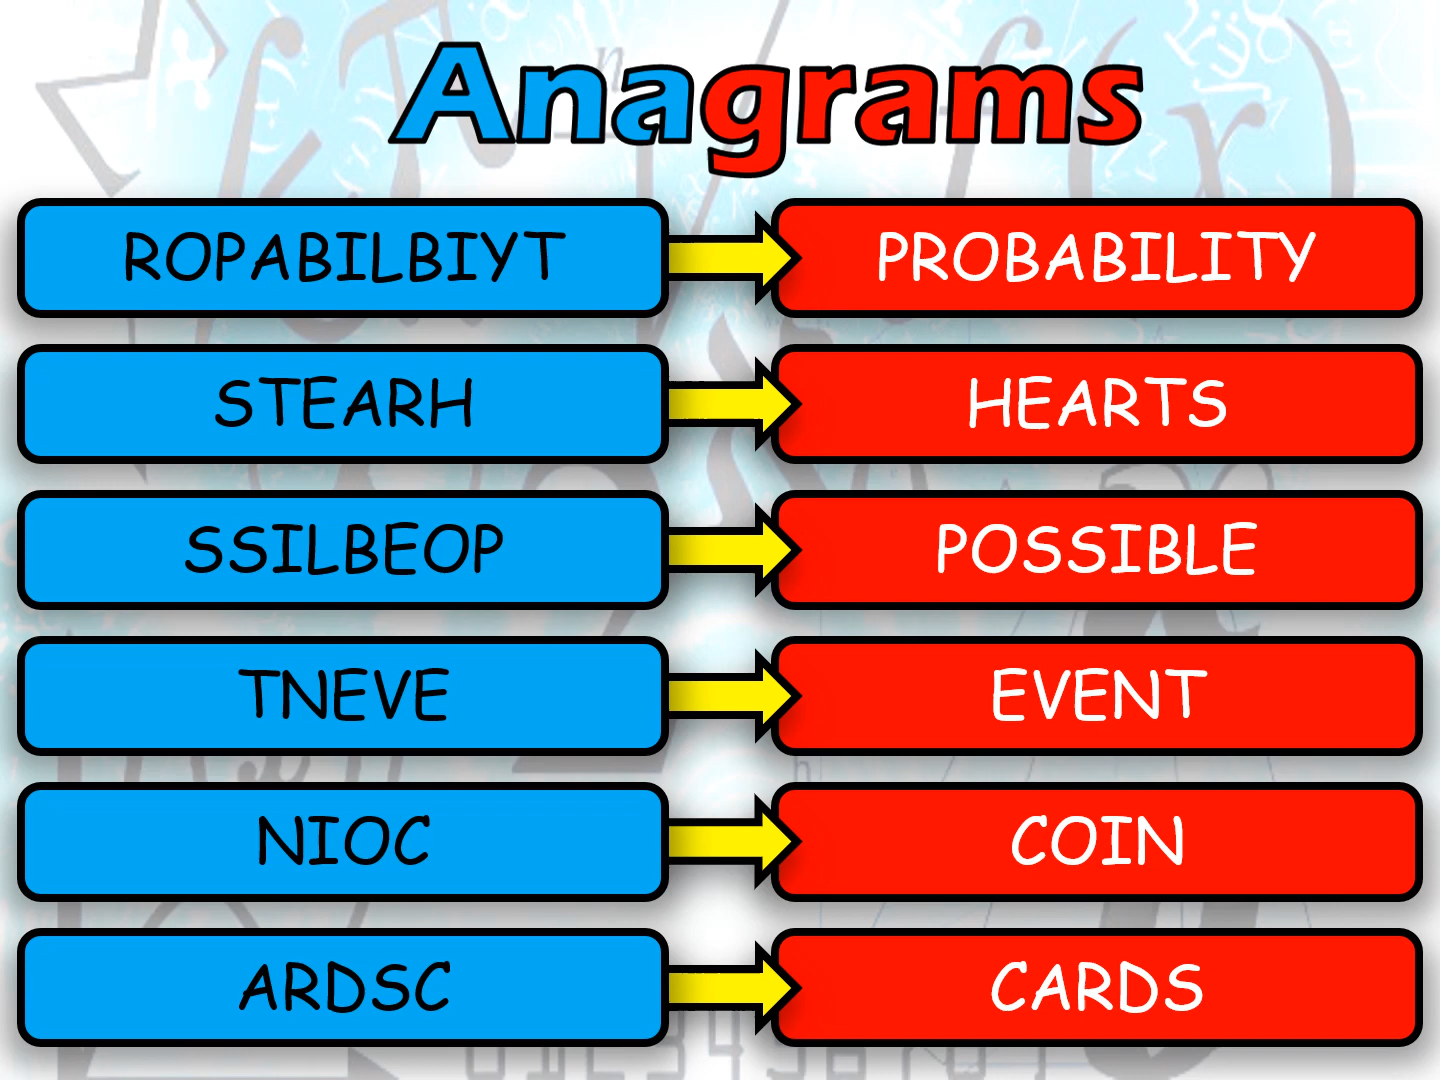 Anagrams
ROPABILBIYT PROBABILITY
STEARH HEARTS
SSILBEOP POSSIBLE
TNEVE EVENT
NIOC COIN
ARDSC CARDS